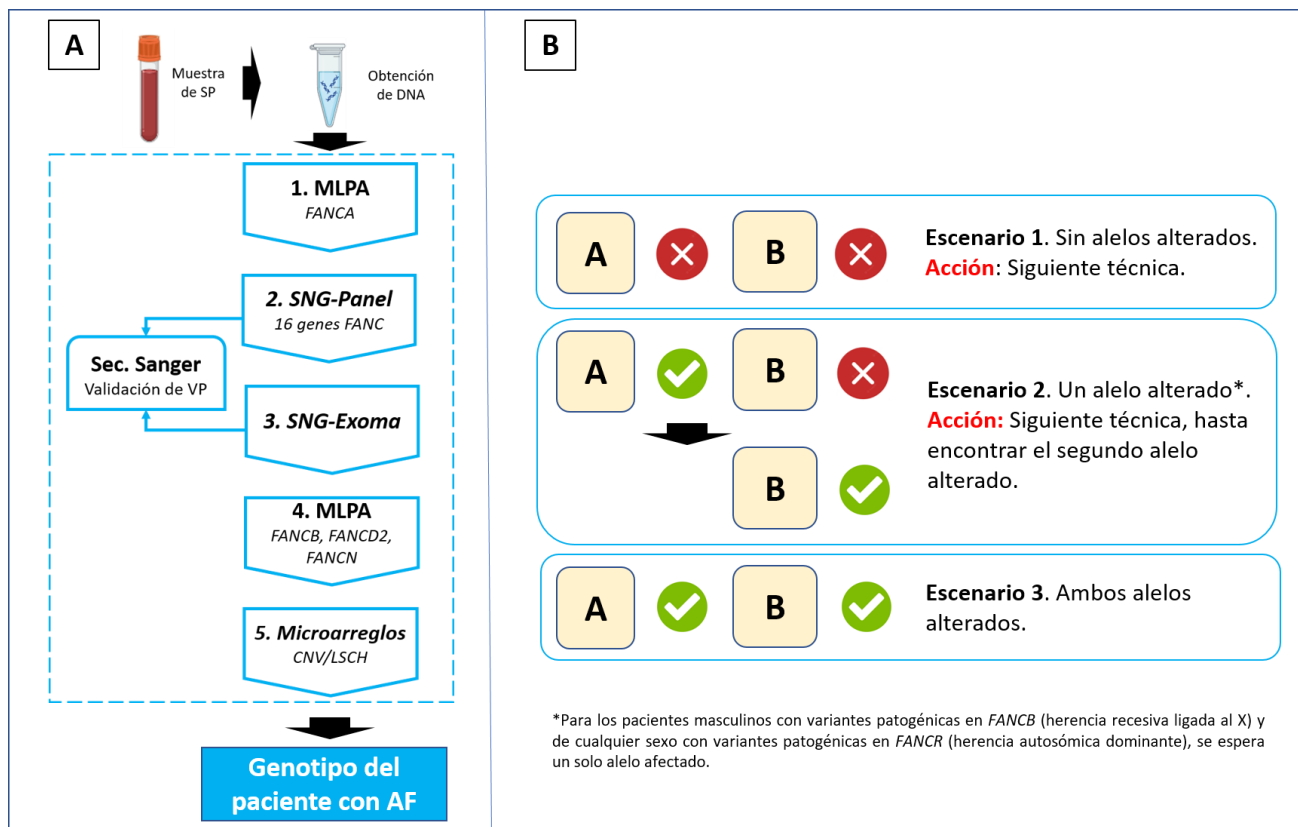 A
Muestra
de SP
Obtención
de DNA
1. MLPA
FANCA
2. SNG-Panel
16 genes FANC
Sec. Sanger
Validación de VP
3. SNG-Exoma
4. MLPA
FANCB, FANCD2,
FANCN
5. Microarreglos
CNV/LSCH
Genotipo del
paciente con AF
B
A
B
Escenario 1. Sin alelos alterados.
Acción: Siguiente técnica.
A
B
B
Escenario 2. Un alelo alterado*.
Acción: Siguiente técnica, hasta
encontrar el segundo alelo
alterado.
A
B
Escenario 3. Ambos alelos
alterados.
*Para los pacientes masculinos con variantes patogénicas en FANCB (herencia recesiva ligada al X) y
de cualquier sexo con variantes patogénicas en FANCR (herencia autosómica dominante), se espera
un solo alelo afectado.